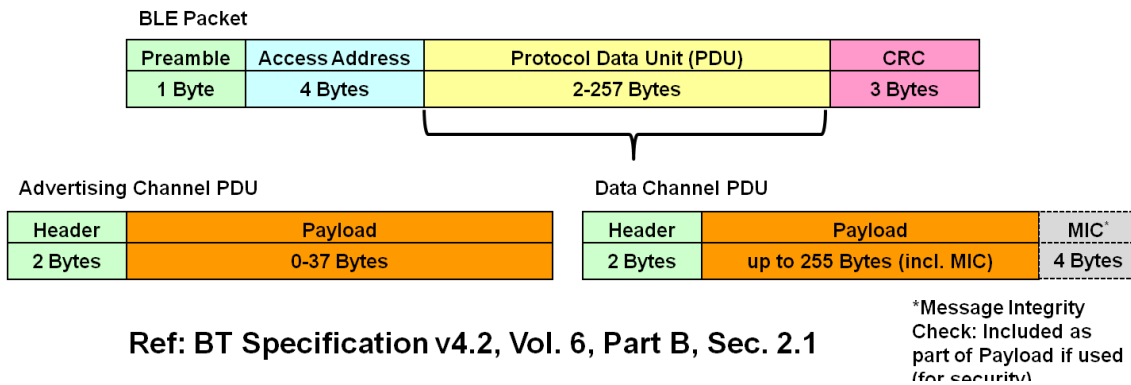 BLE Packet
Preamble Access Address Protocol Data Unit (PDU) CRC
1 Byte 4 Bytes 2-257 Bytes 3 Bytes
Advertising Channel PDU Data Channel PDU
Header Payload Header Payload MIC*
2 Bytes 0-37 Bytes 2 Bytes up to 255 Bytes (incl. MIC) 4 Bytes
Ref: BT Specification v4.2, Vol. 6, Part B, Sec. 2.1
*Message Integrity
Check: Included as
part of Payload if used
(for security)